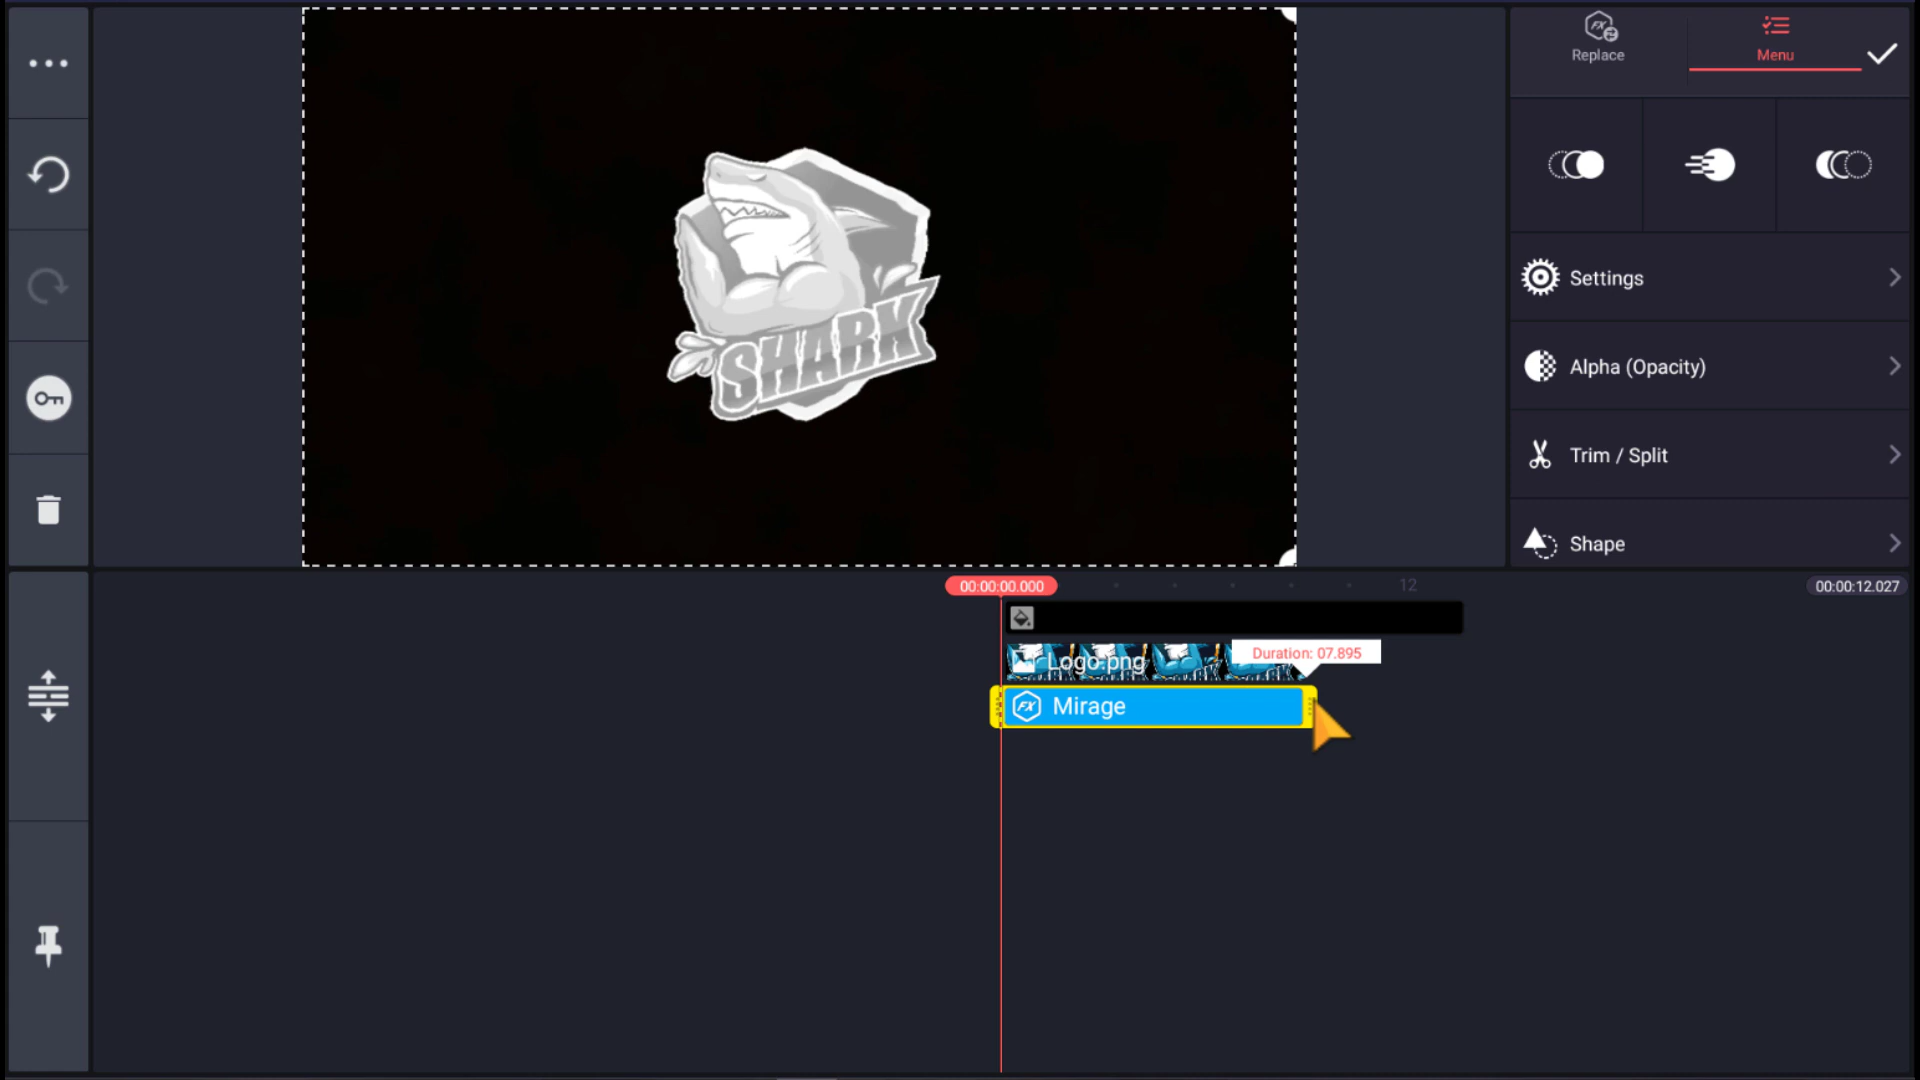 Replace
Menu
SHARK
Settings
Alpha (Opacity)
Trim / Split
Shape
00:00:00.000
12
00:00:12.027
Logo.png
Duration: 07.895
FX Mirage